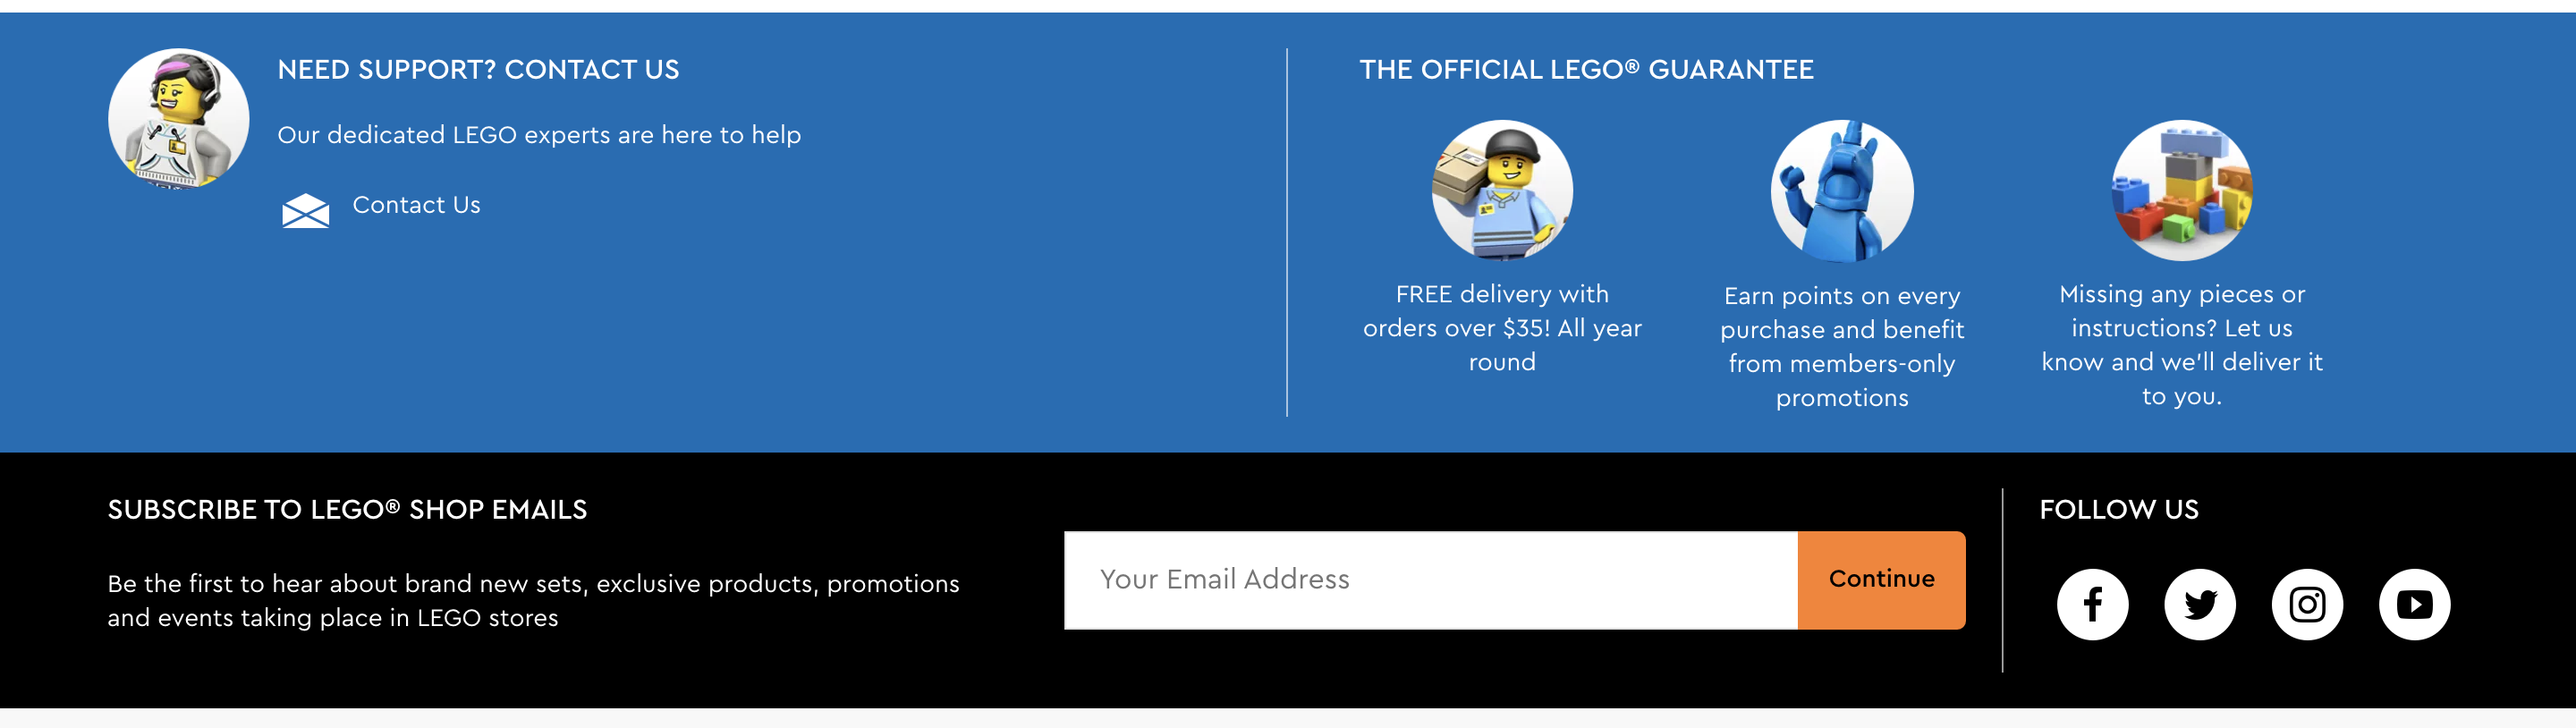 NEED SUPPORT? CONTACT US
Our dedicated LEGO experts are here to help
Contact Us
THE OFFICIAL LEGO® GUARANTEE
FREE delivery with
orders over $35! All year
round
Earn points on every
purchase and benefit
from members-only
promotions
Missing any pieces or
instructions? Let us
know and we'll deliver it
to you.
SUBSCRIBE TO LEGO® SHOP EMAILS
Be the first to hear about brand new sets, exclusive products, promotions
and events taking place in LEGO stores
Your Email Address
Continue
FOLLOW US